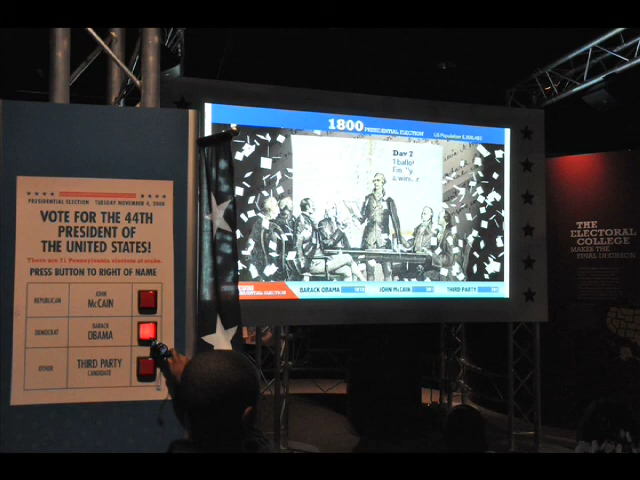 1800 PRESIDENTIAL ELECTION
Day 7
1 ballot
PRESIDENTIAL ELECTION TUESDAY NOVEMBER 4, 2008
VOTE FOR THE 44TH
PRESIDENT OF
THE UNITED STATES!
There are 21 Pennsylvania electors at stake.
PRESS BUTTON TO RIGHT OF NAME
REPUBLICAN JOHN McCAIN
DEMOCRAT BARACK OBAMA
OTHER THIRD PARTY CANDIDATE
BARACK OBAMA JOHN McCAIN THIRD PARTY
THE
ELECTORAL
COLLEGE
MAKES THE
FINAL DECISION